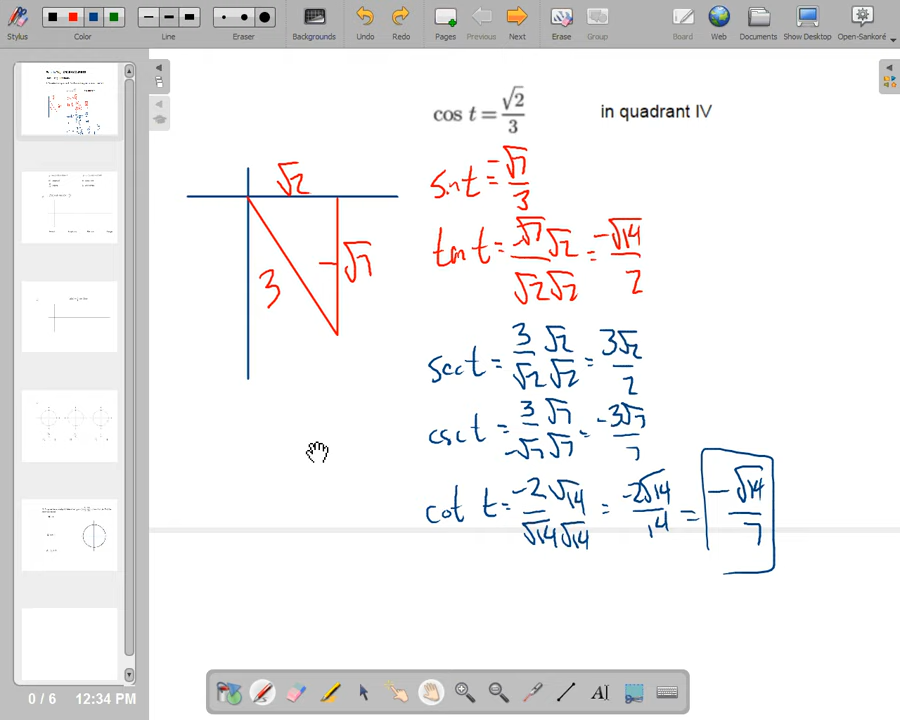 Stylus Color Line Eraser Backgrounds Undo Redo Pages Previous Next Erase Group Board Web Documents Show Desktop Open-Sankoré
cos t = √2/3 in quadrant IV
√2
3
-√7
sin t = -√7/3
tan t = -√7 √2 / √2 √2 = -√14/2
sec t = 3 √2 / √2 √2 = 3√2/2
csc t = 3 √7 / -√7 √7 = -3√7/7
cot t = -2 √14 / √14 √14 = -2√14/14 = -√14/7
0 / 6 12:34 PM
AI